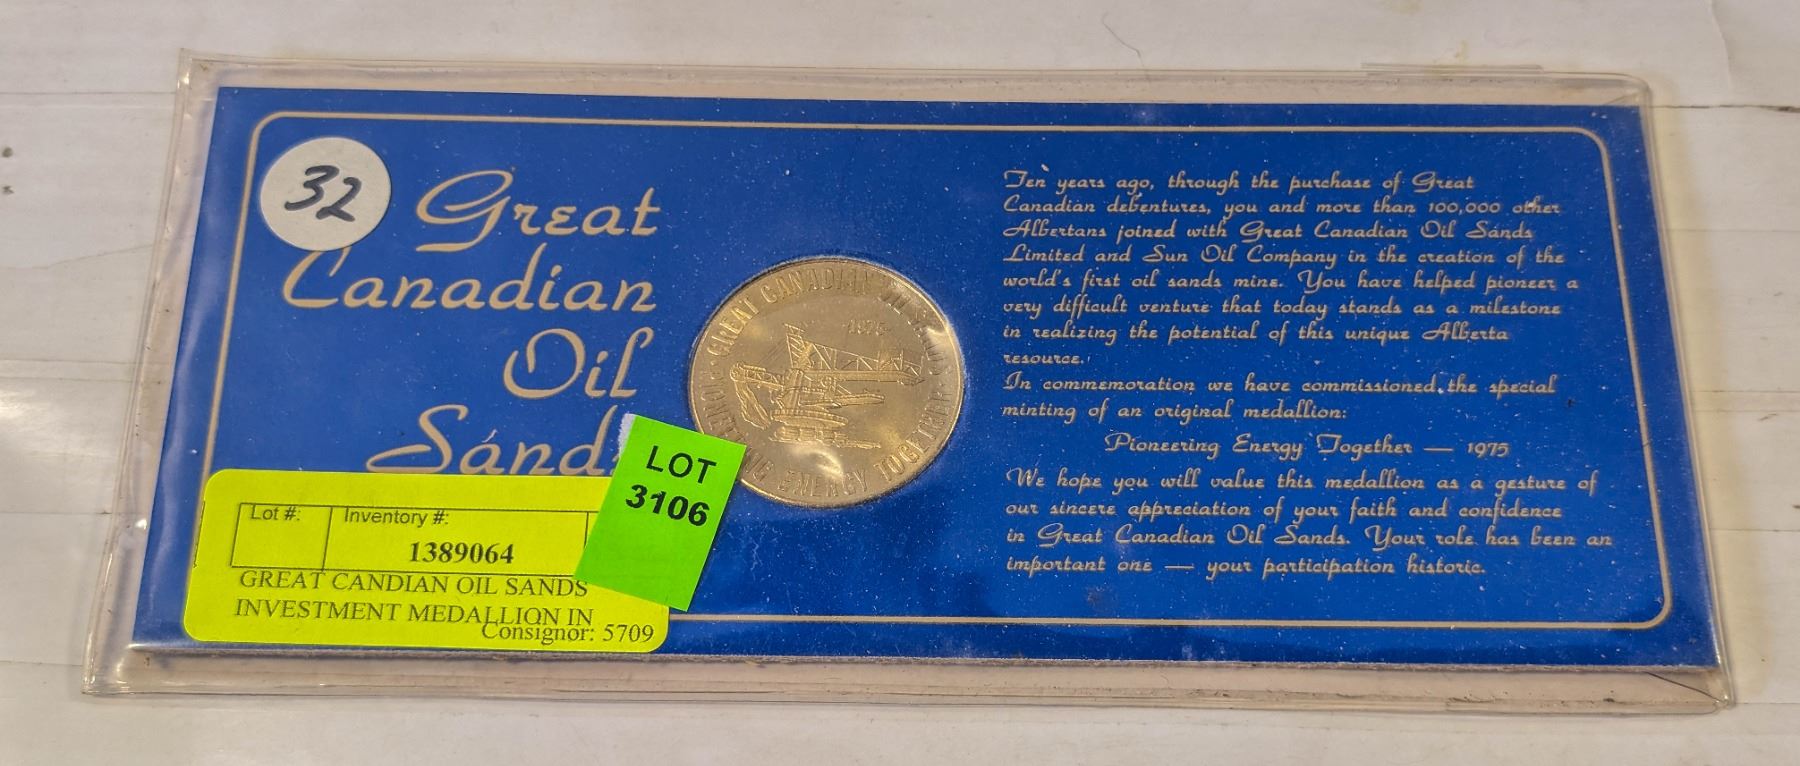 32
Great
Canadian
Oil
Sands
Lot #:
Inventory #:
1389064
GREAT CANDIAN OIL SANDS
INVESTMENT MEDALLION IN
Consignor: 5709
LOT
3106
GREAT CANADIAN OIL SANDS
1975
PIONEERING ENERGY TOGETHER
Ten years ago, through the purchase of Great
Canadian debentures, you and more than 100,000 other
Albertans joined with Great Canadian Oil Sands
Limited and Sun Oil Company in the creation of the
world's first oil sands mine. You have helped pioneer a
very difficult venture that today stands as a milestone
in realizing the potential of this unique Alberta
resource.
In commemoration we have commissioned the special
minting of an original medallion:
Pioneering Energy Together — 1975
We hope you will value this medallion as a gesture of
our sincere appreciation of your faith and confidence
in Great Canadian Oil Sands. Your role has been an
important one — your participation historic.